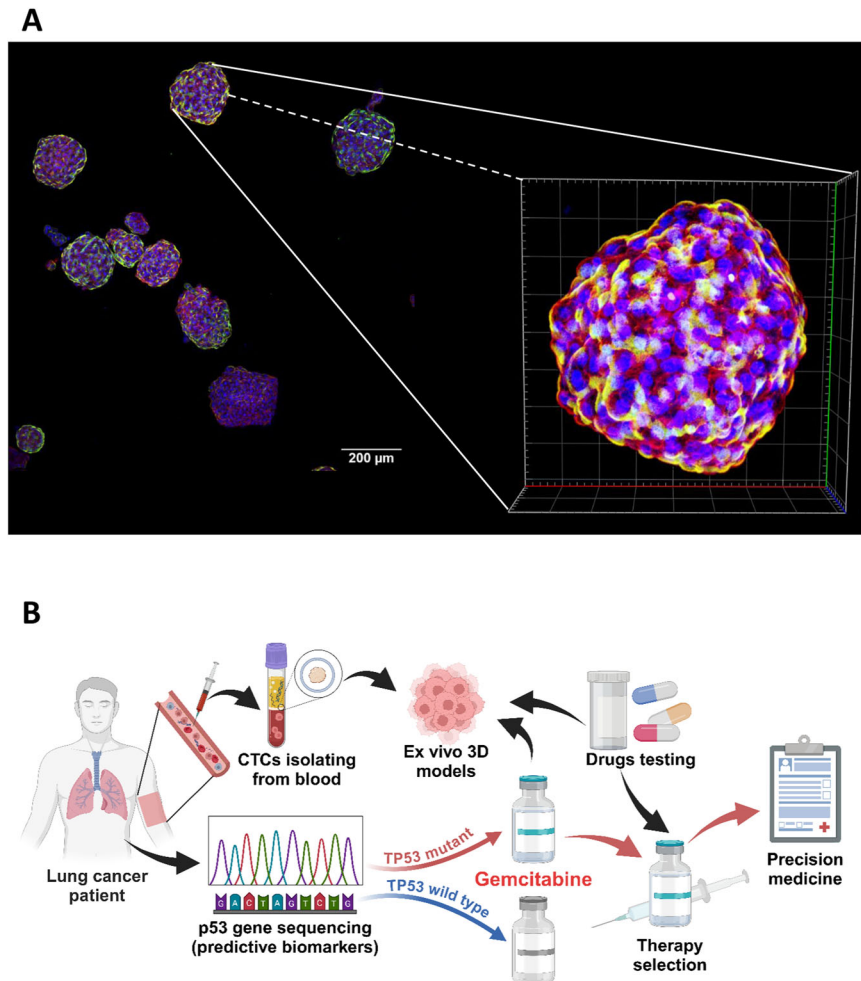 A
200 µm
B
CTCs isolating
from blood
Ex vivo 3D
models
Drugs testing
Lung cancer
patient
G A C T A G T C T G
p53 gene sequencing
(predictive biomarkers)
TP53 mutant
TP53 wild type
Gemcitabine
Therapy
selection
Precision
medicine